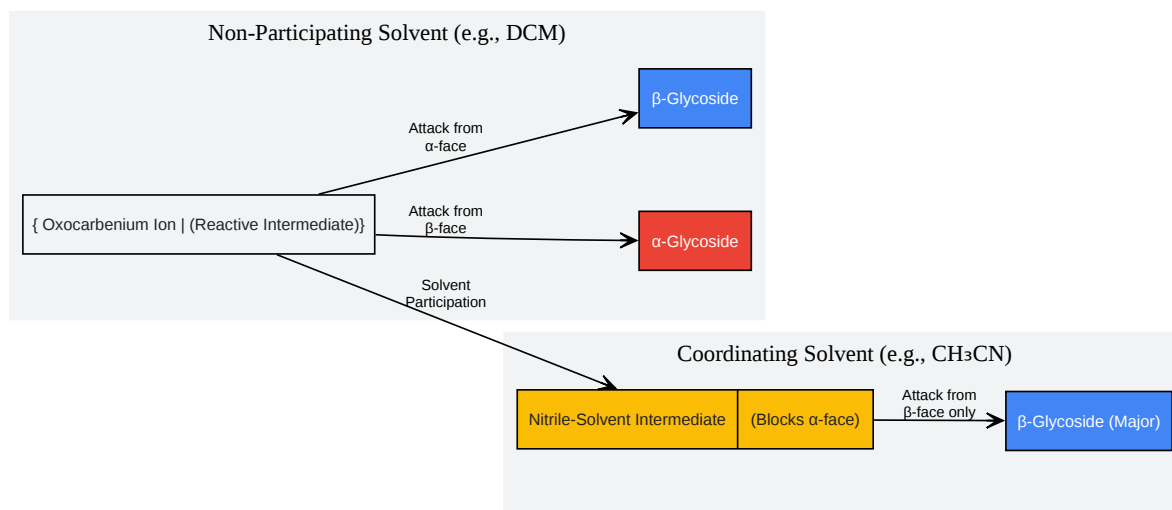 Non-Participating Solvent (e.g., DCM)
β-Glycoside
Attack from
α-face
{ Oxocarbenium Ion | (Reactive Intermediate)}
Attack from
β-face
α-Glycoside
Solvent
Participation
Coordinating Solvent (e.g., CH₃CN)
Nitrile-Solvent Intermediate
(Blocks α-face)
Attack from
β-face only
β-Glycoside (Major)